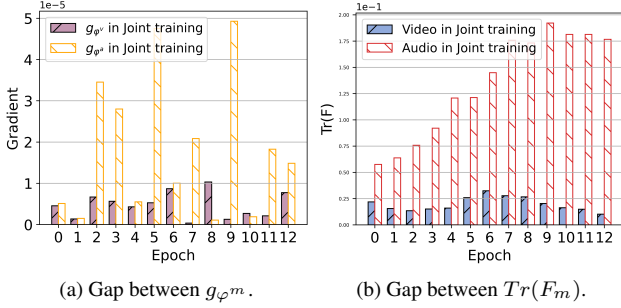 1e−5
g_φᵛ in Joint training
g_φᵃ in Joint training
5
4
3
2
1
0
Gradient
0 1 2 3 4 5 6 7 8 9 10 11 12
Epoch
(a) Gap between g_φᵐ.
1e−1
Video in Joint training
Audio in Joint training
2.00
1.75
1.50
1.25
1.00
0.75
0.50
0.25
0.00
Tr(F)
0 1 2 3 4 5 6 7 8 9 10 11 12
Epoch
(b) Gap between Tr(F_m).